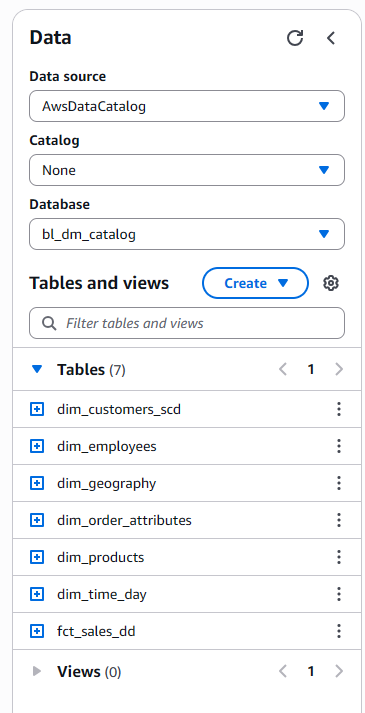 Data
Data source
AwsDataCatalog
Catalog
None
Database
bl_dm_catalog
Tables and views
Create
Filter tables and views
Tables (7)
1
dim_customers_scd
dim_employees
dim_geography
dim_order_attributes
dim_products
dim_time_day
fct_sales_dd
Views (0)
1